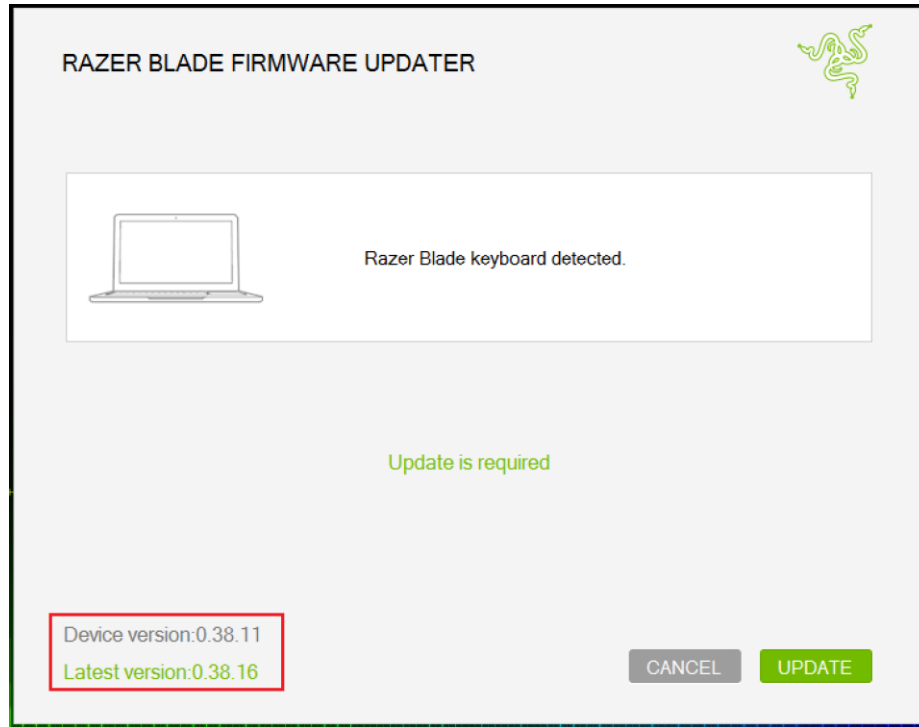 RAZER BLADE FIRMWARE UPDATER
Razer Blade keyboard detected.
Update is required
Device version:0.38.11
Latest version:0.38.16
CANCEL
UPDATE